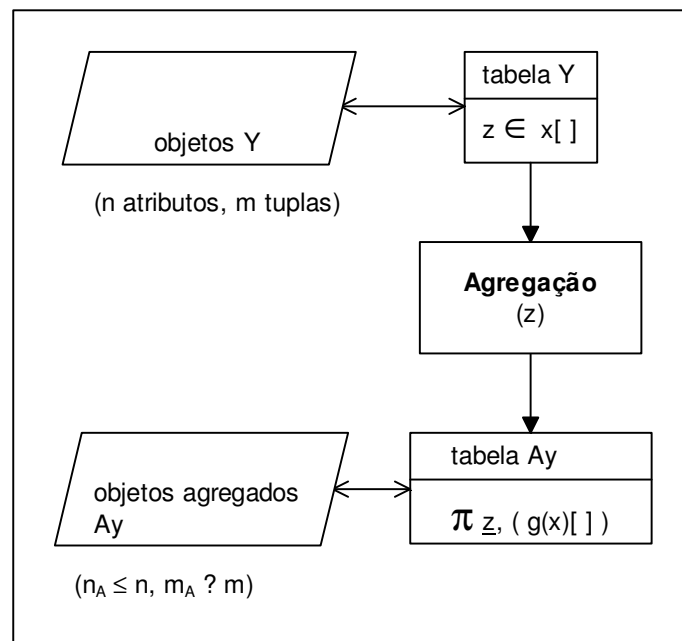 tabela Y
objetos Y
z ∈ x[ ]
(n atributos, m tuplas)
Agregação
(z)
tabela Ay
objetos agregados
Ay
π z, ( g(x)[ ] )
(nA ≤ n, mA ? m)